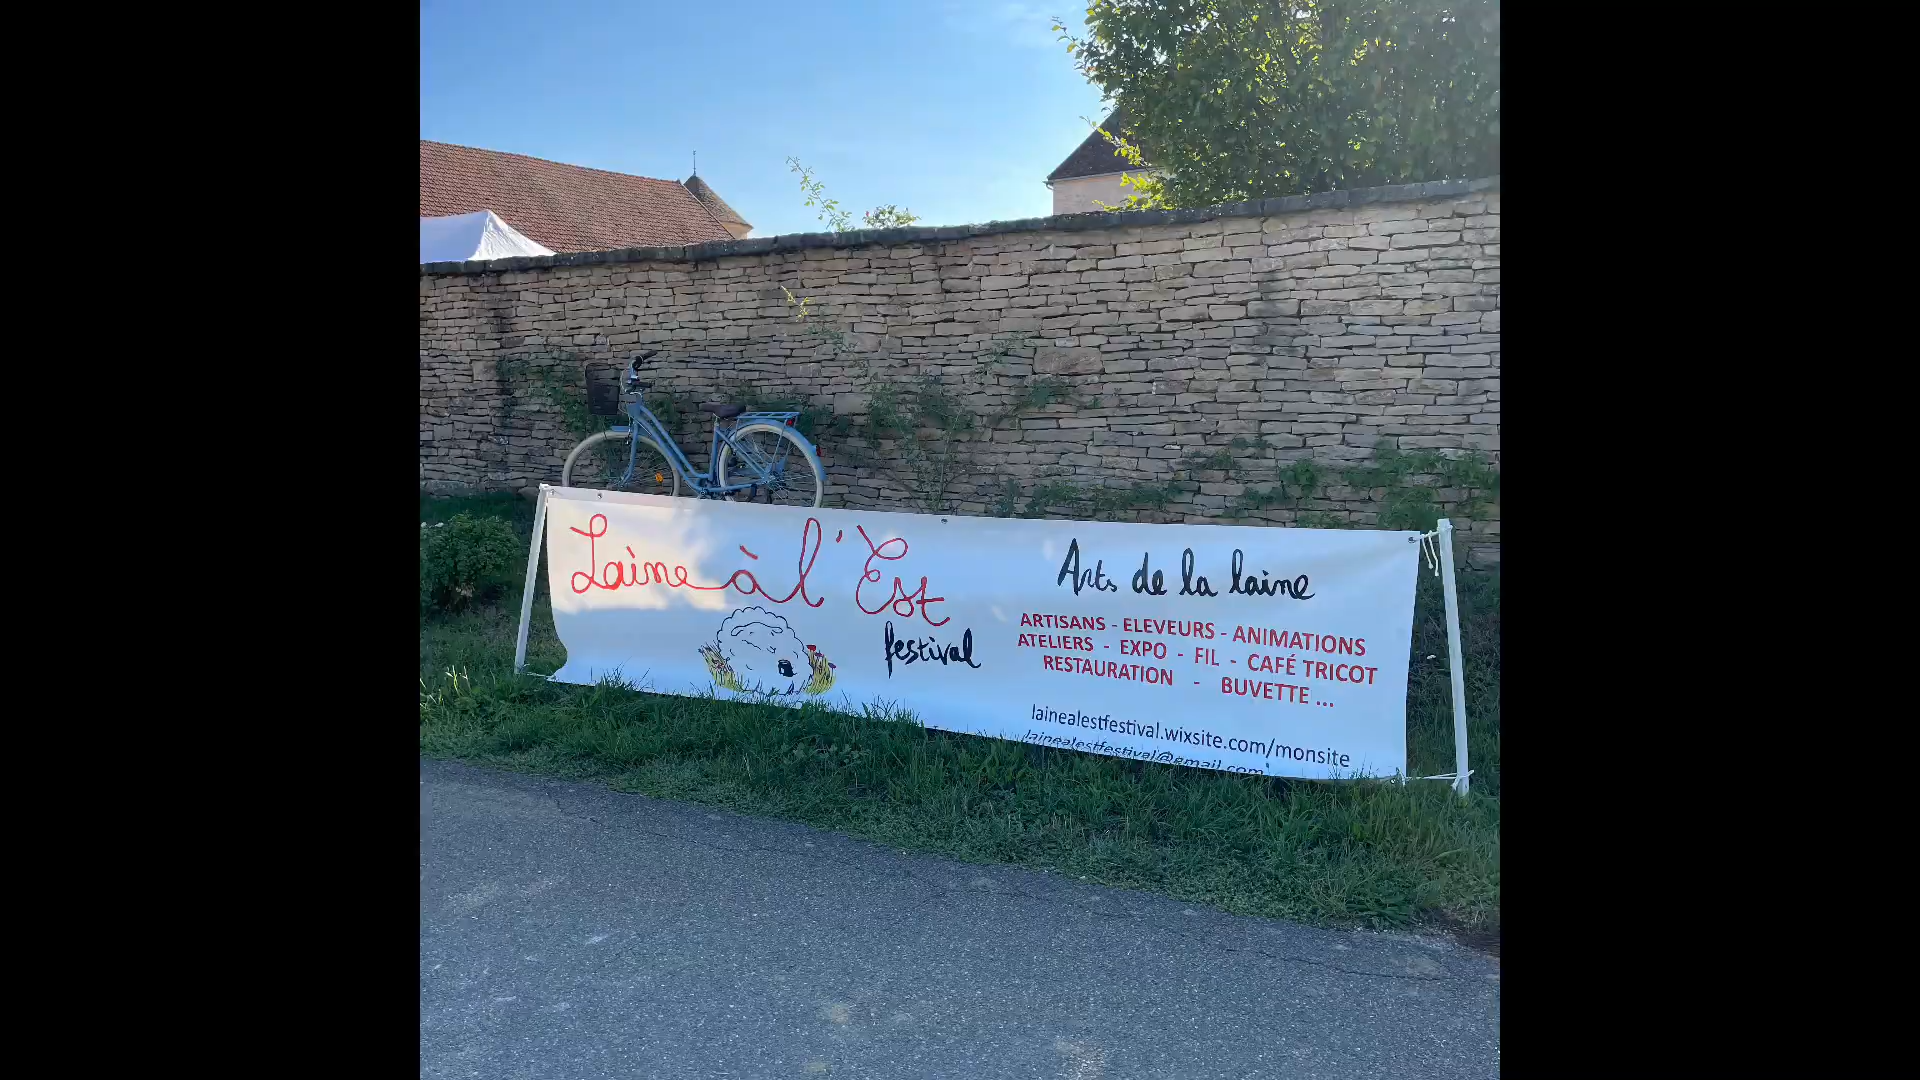 Laine à l'Est
festival
Arts de la laine
ARTISANS - ELEVEURS - ANIMATIONS
ATELIERS - EXPO - FIL - CAFÉ TRICOT
RESTAURATION - BUVETTE ...
lainealestfestival.wixsite.com/monsite
lainealestfestival@gmail.com